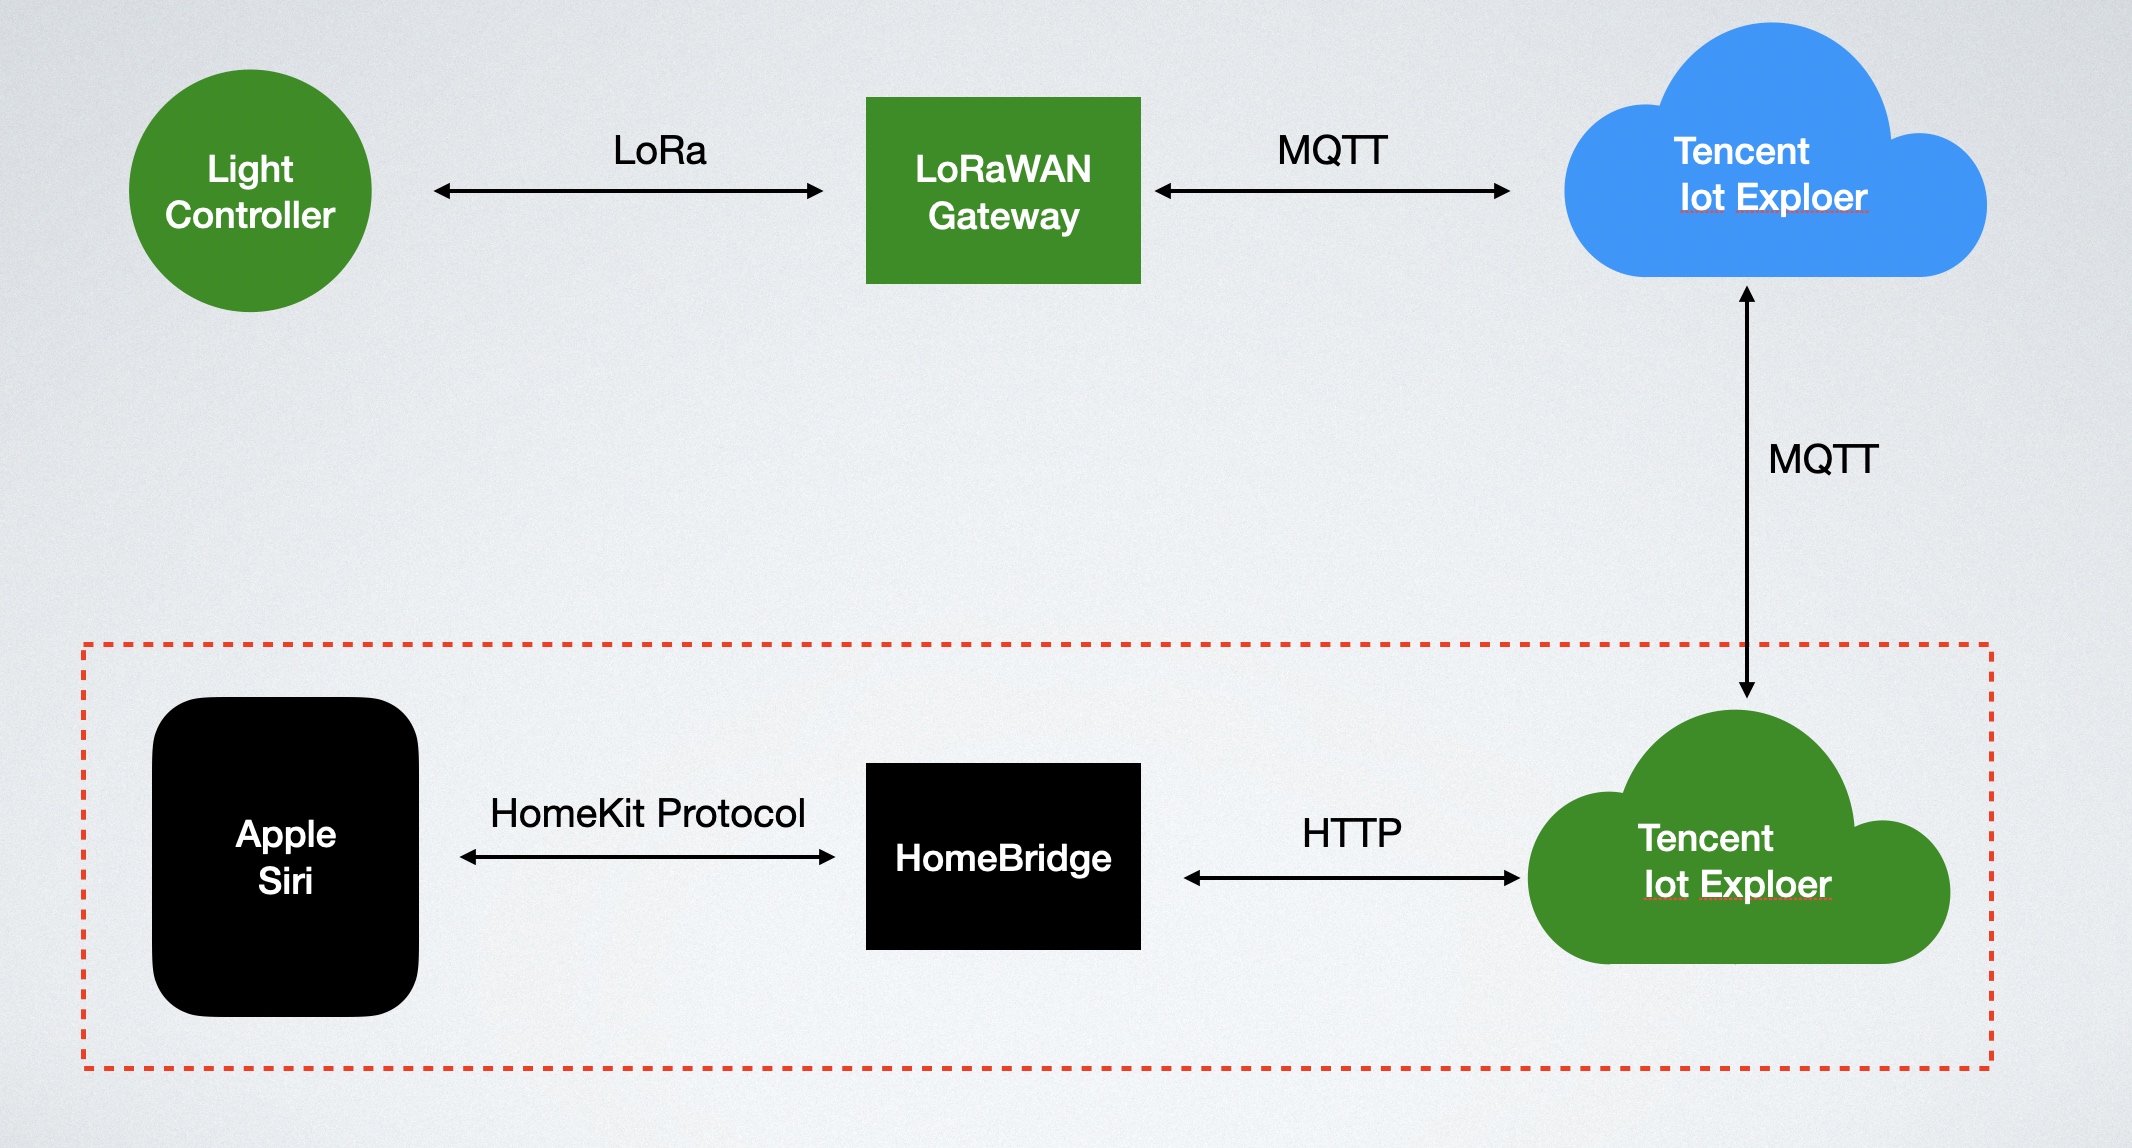 Light
Controller
LoRa
LoRaWAN
Gateway
MQTT
Tencent
Iot Exploer
MQTT
Apple
Siri
HomeKit Protocol
HomeBridge
HTTP
Tencent
Iot Exploer